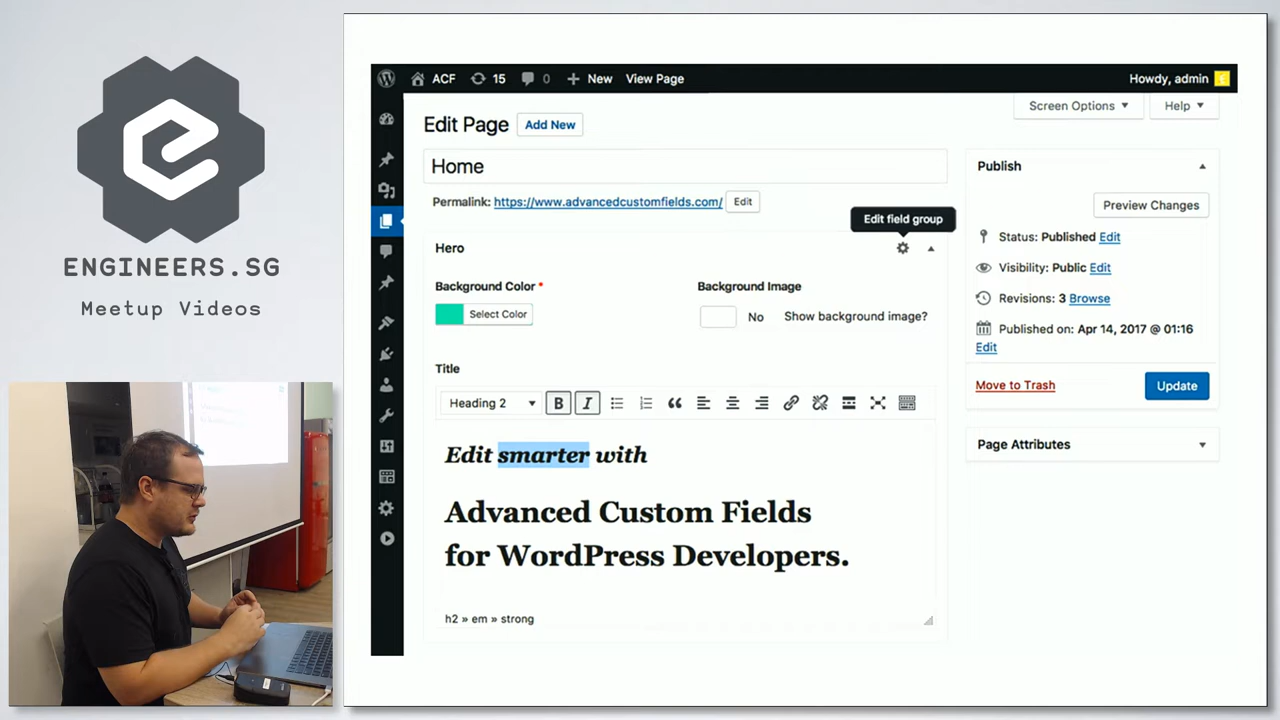 ENGINEERS.SG
Meetup Videos
ACF 15 0 New View Page Howdy, admin
Screen Options Help
Edit Page Add New
Home
Permalink: https://www.advancedcustomfields.com/ Edit
Edit field group
Hero
Background Color * Background Image
Select Color No Show background image?
Title
Heading 2 B I
Edit smarter with
Advanced Custom Fields
for WordPress Developers.
h2 » em » strong
Publish
Preview Changes
Status: Published Edit
Visibility: Public Edit
Revisions: 3 Browse
Published on: Apr 14, 2017 @ 01:16
Edit
Move to Trash Update
Page Attributes